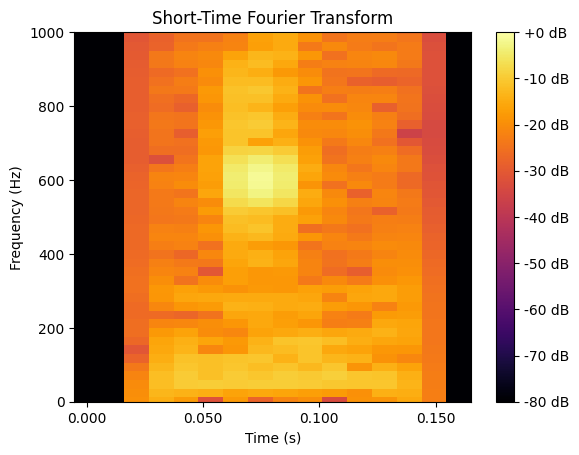 Short-Time Fourier Transform
1000
800
600
400
200
0
Frequency (Hz)
0.000
0.050
0.100
0.150
Time (s)
+0 dB
-10 dB
-20 dB
-30 dB
-40 dB
-50 dB
-60 dB
-70 dB
-80 dB